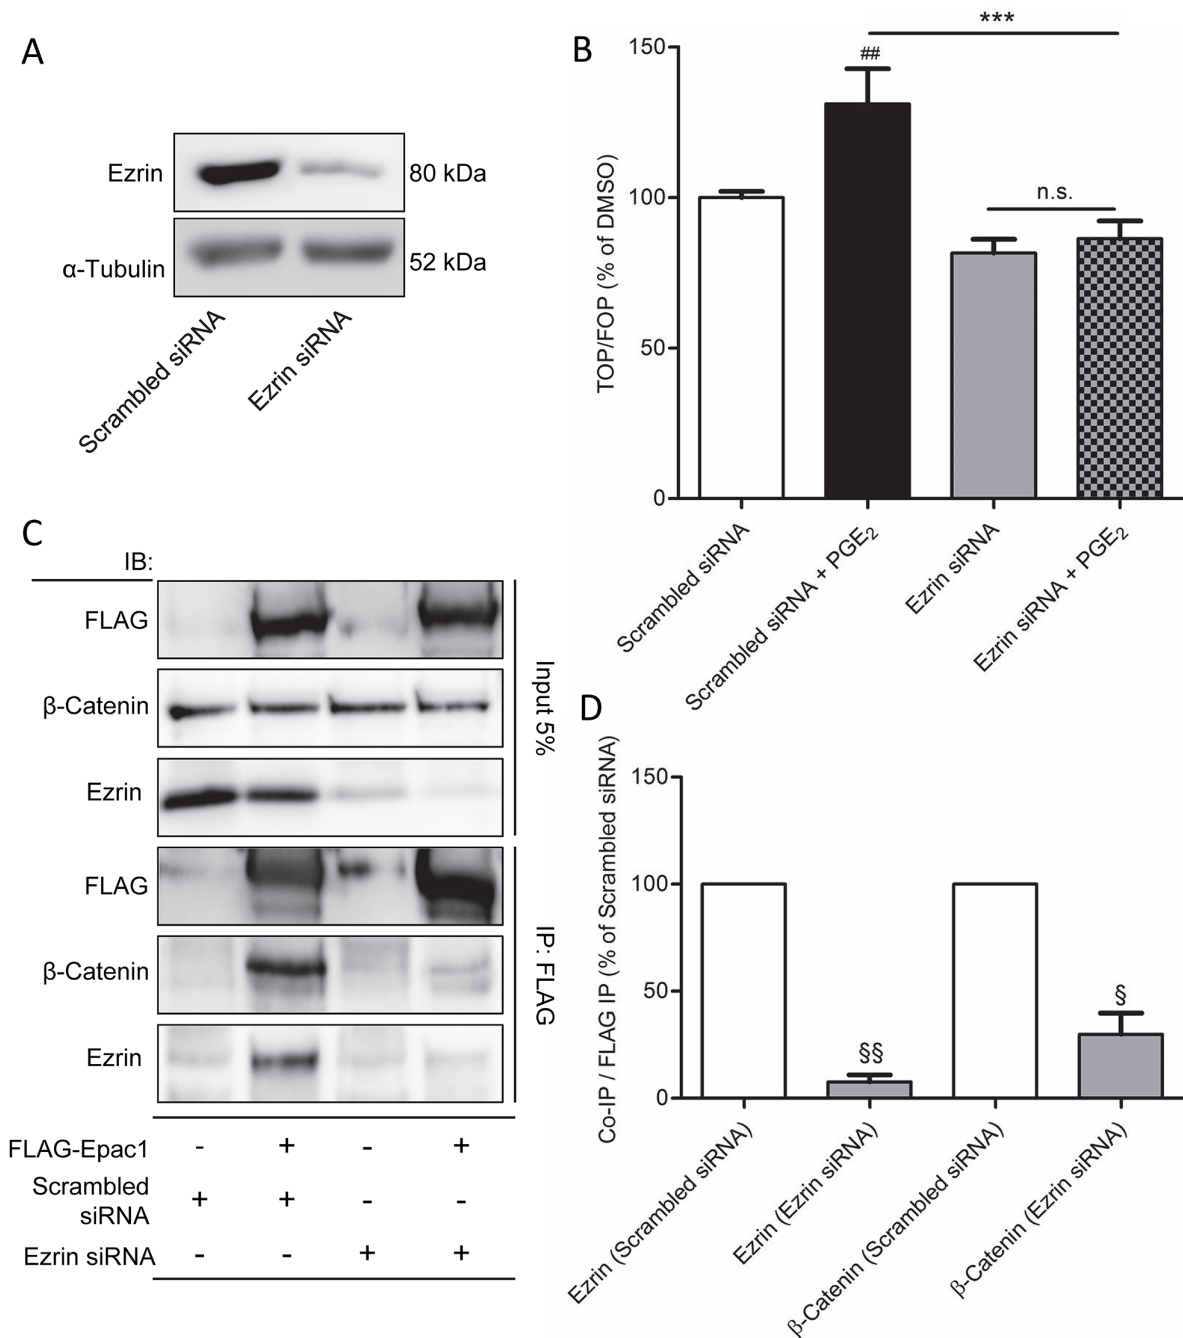 A
Ezrin
80 kDa
α-Tubulin
52 kDa
Scrambled siRNA
Ezrin siRNA
B
***
##
n.s.
150
100
50
0
TOP/FOP (% of DMSO)
Scrambled siRNA
Scrambled siRNA + PGE₂
Ezrin siRNA
Ezrin siRNA + PGE₂
C
IB:
FLAG
β-Catenin
Ezrin
Input 5%
FLAG
β-Catenin
Ezrin
IP: FLAG
FLAG-Epac1 - + - +
Scrambled
siRNA + + - -
Ezrin siRNA - - + +
D
150
100
50
0
Co-IP / FLAG IP (% of Scrambled siRNA)
§§
§
Ezrin (Scrambled siRNA)
Ezrin (Ezrin siRNA)
β-Catenin (Scrambled siRNA)
β-Catenin (Ezrin siRNA)